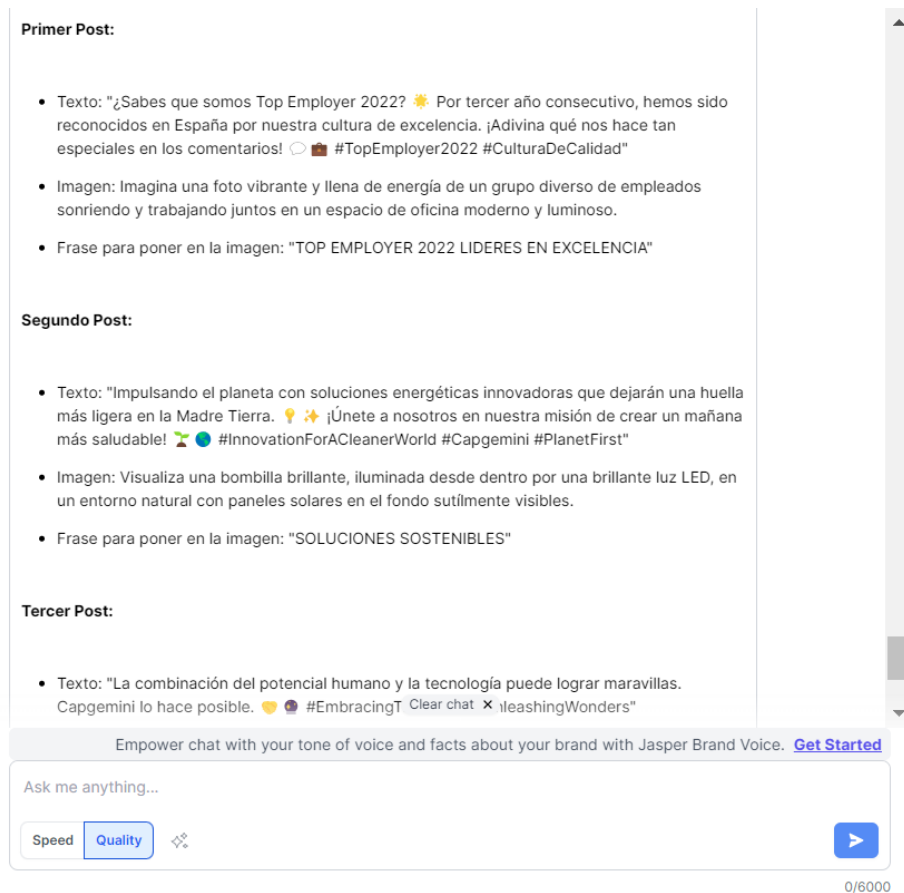 Primer Post:
Texto: "¿Sabes que somos Top Employer 2022? 🌟 Por tercer año consecutivo, hemos sido
reconocidos en España por nuestra cultura de excelencia. ¡Adivina qué nos hace tan
especiales en los comentarios! 💬 💼 #TopEmployer2022 #CulturaDeCalidad"
Imagen: Imagina una foto vibrante y llena de energía de un grupo diverso de empleados
sonriendo y trabajando juntos en un espacio de oficina moderno y luminoso.
Frase para poner en la imagen: "TOP EMPLOYER 2022 LIDERES EN EXCELENCIA"
Segundo Post:
Texto: "Impulsando el planeta con soluciones energéticas innovadoras que dejarán una huella
más ligera en la Madre Tierra. 💡 ✨ ¡Únete a nosotros en nuestra misión de crear un mañana
más saludable! 🌱 🌎 #InnovationForACleanerWorld #Capgemini #PlanetFirst"
Imagen: Visualiza una bombilla brillante, iluminada desde dentro por una brillante luz LED, en
un entorno natural con paneles solares en el fondo sutílmente visibles.
Frase para poner en la imagen: "SOLUCIONES SOSTENIBLES"
Tercer Post:
Texto: "La combinación del potencial humano y la tecnología puede lograr maravillas.
Capgemini lo hace posible. 🤝 🔮 #EmbracingT Clear chat × nleashingWonders"
Empower chat with your tone of voice and facts about your brand with Jasper Brand Voice. Get Started
Ask me anything...
Speed Quality
0/6000